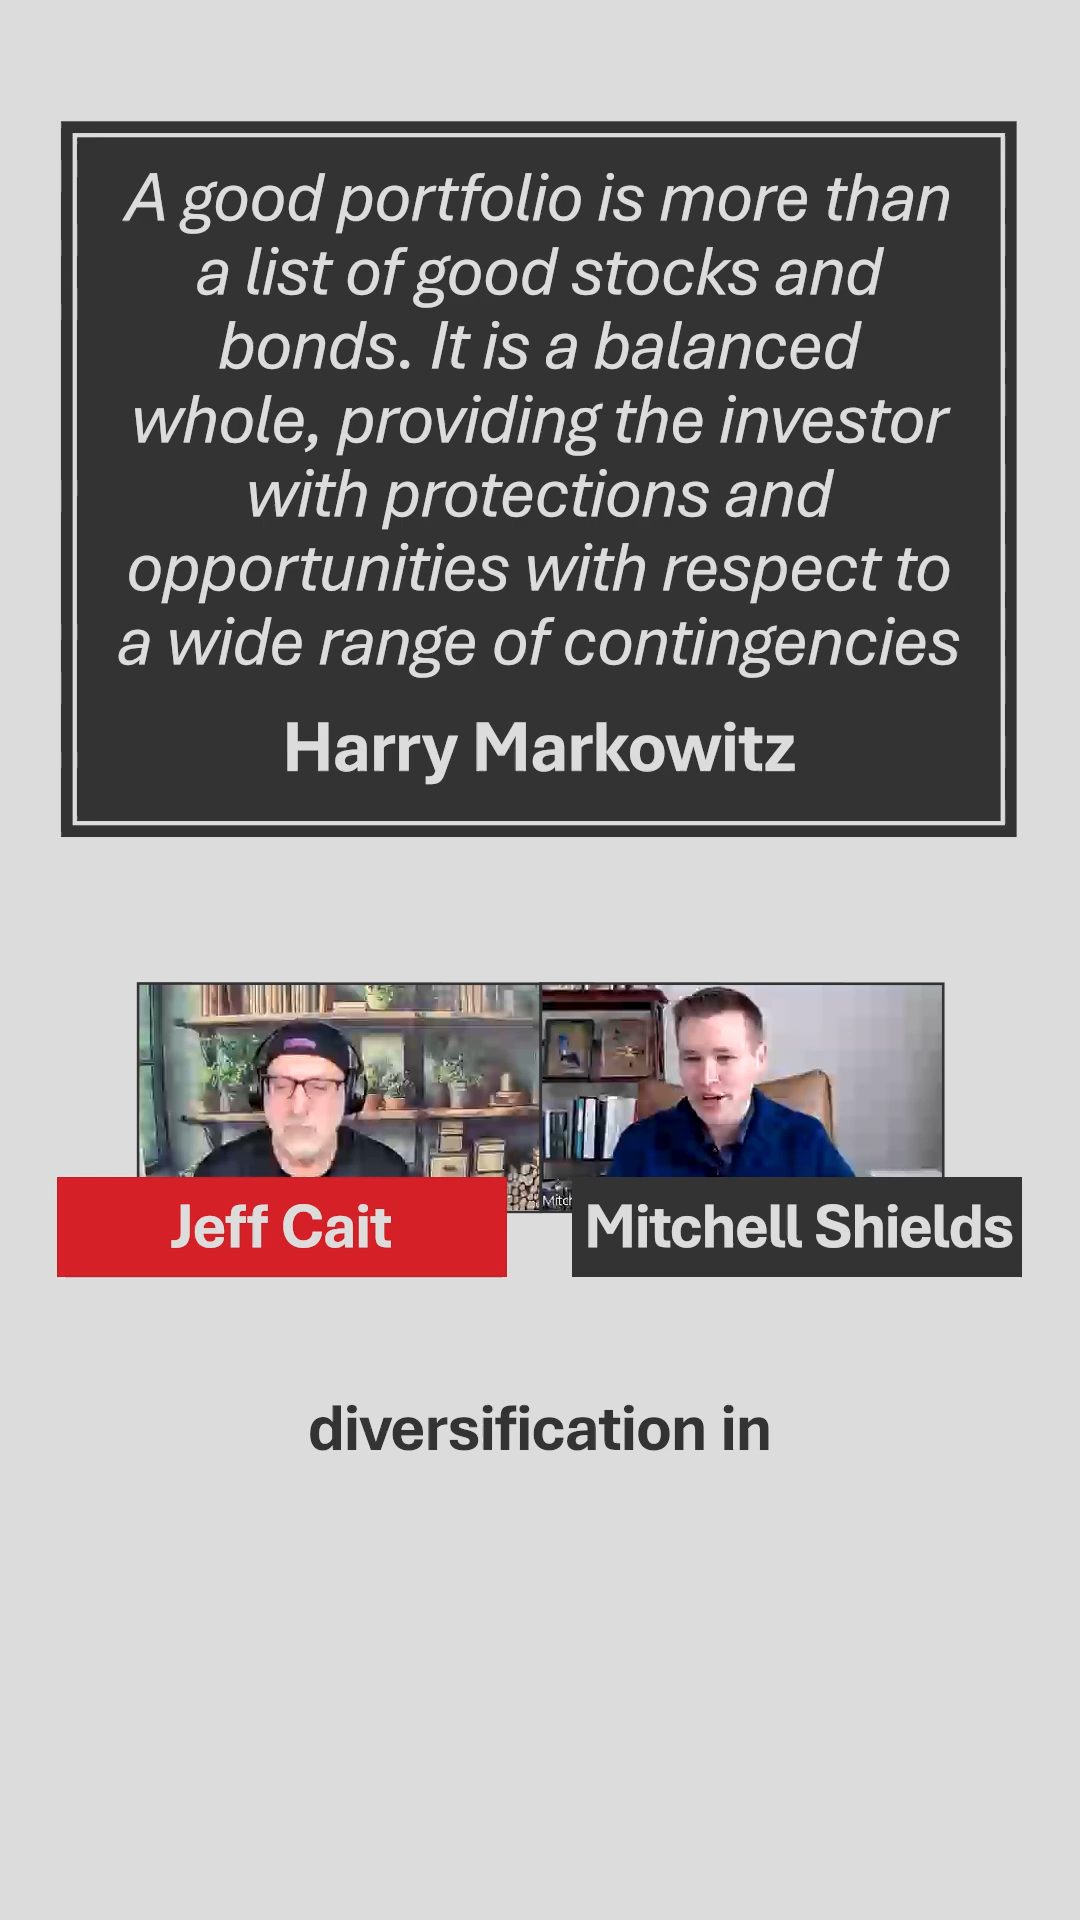 A good portfolio is more than
a list of good stocks and
bonds. It is a balanced
whole, providing the investor
with protections and
opportunities with respect to
a wide range of contingencies
Harry Markowitz
Mitch
Jeff Cait
Mitchell Shields
diversification in